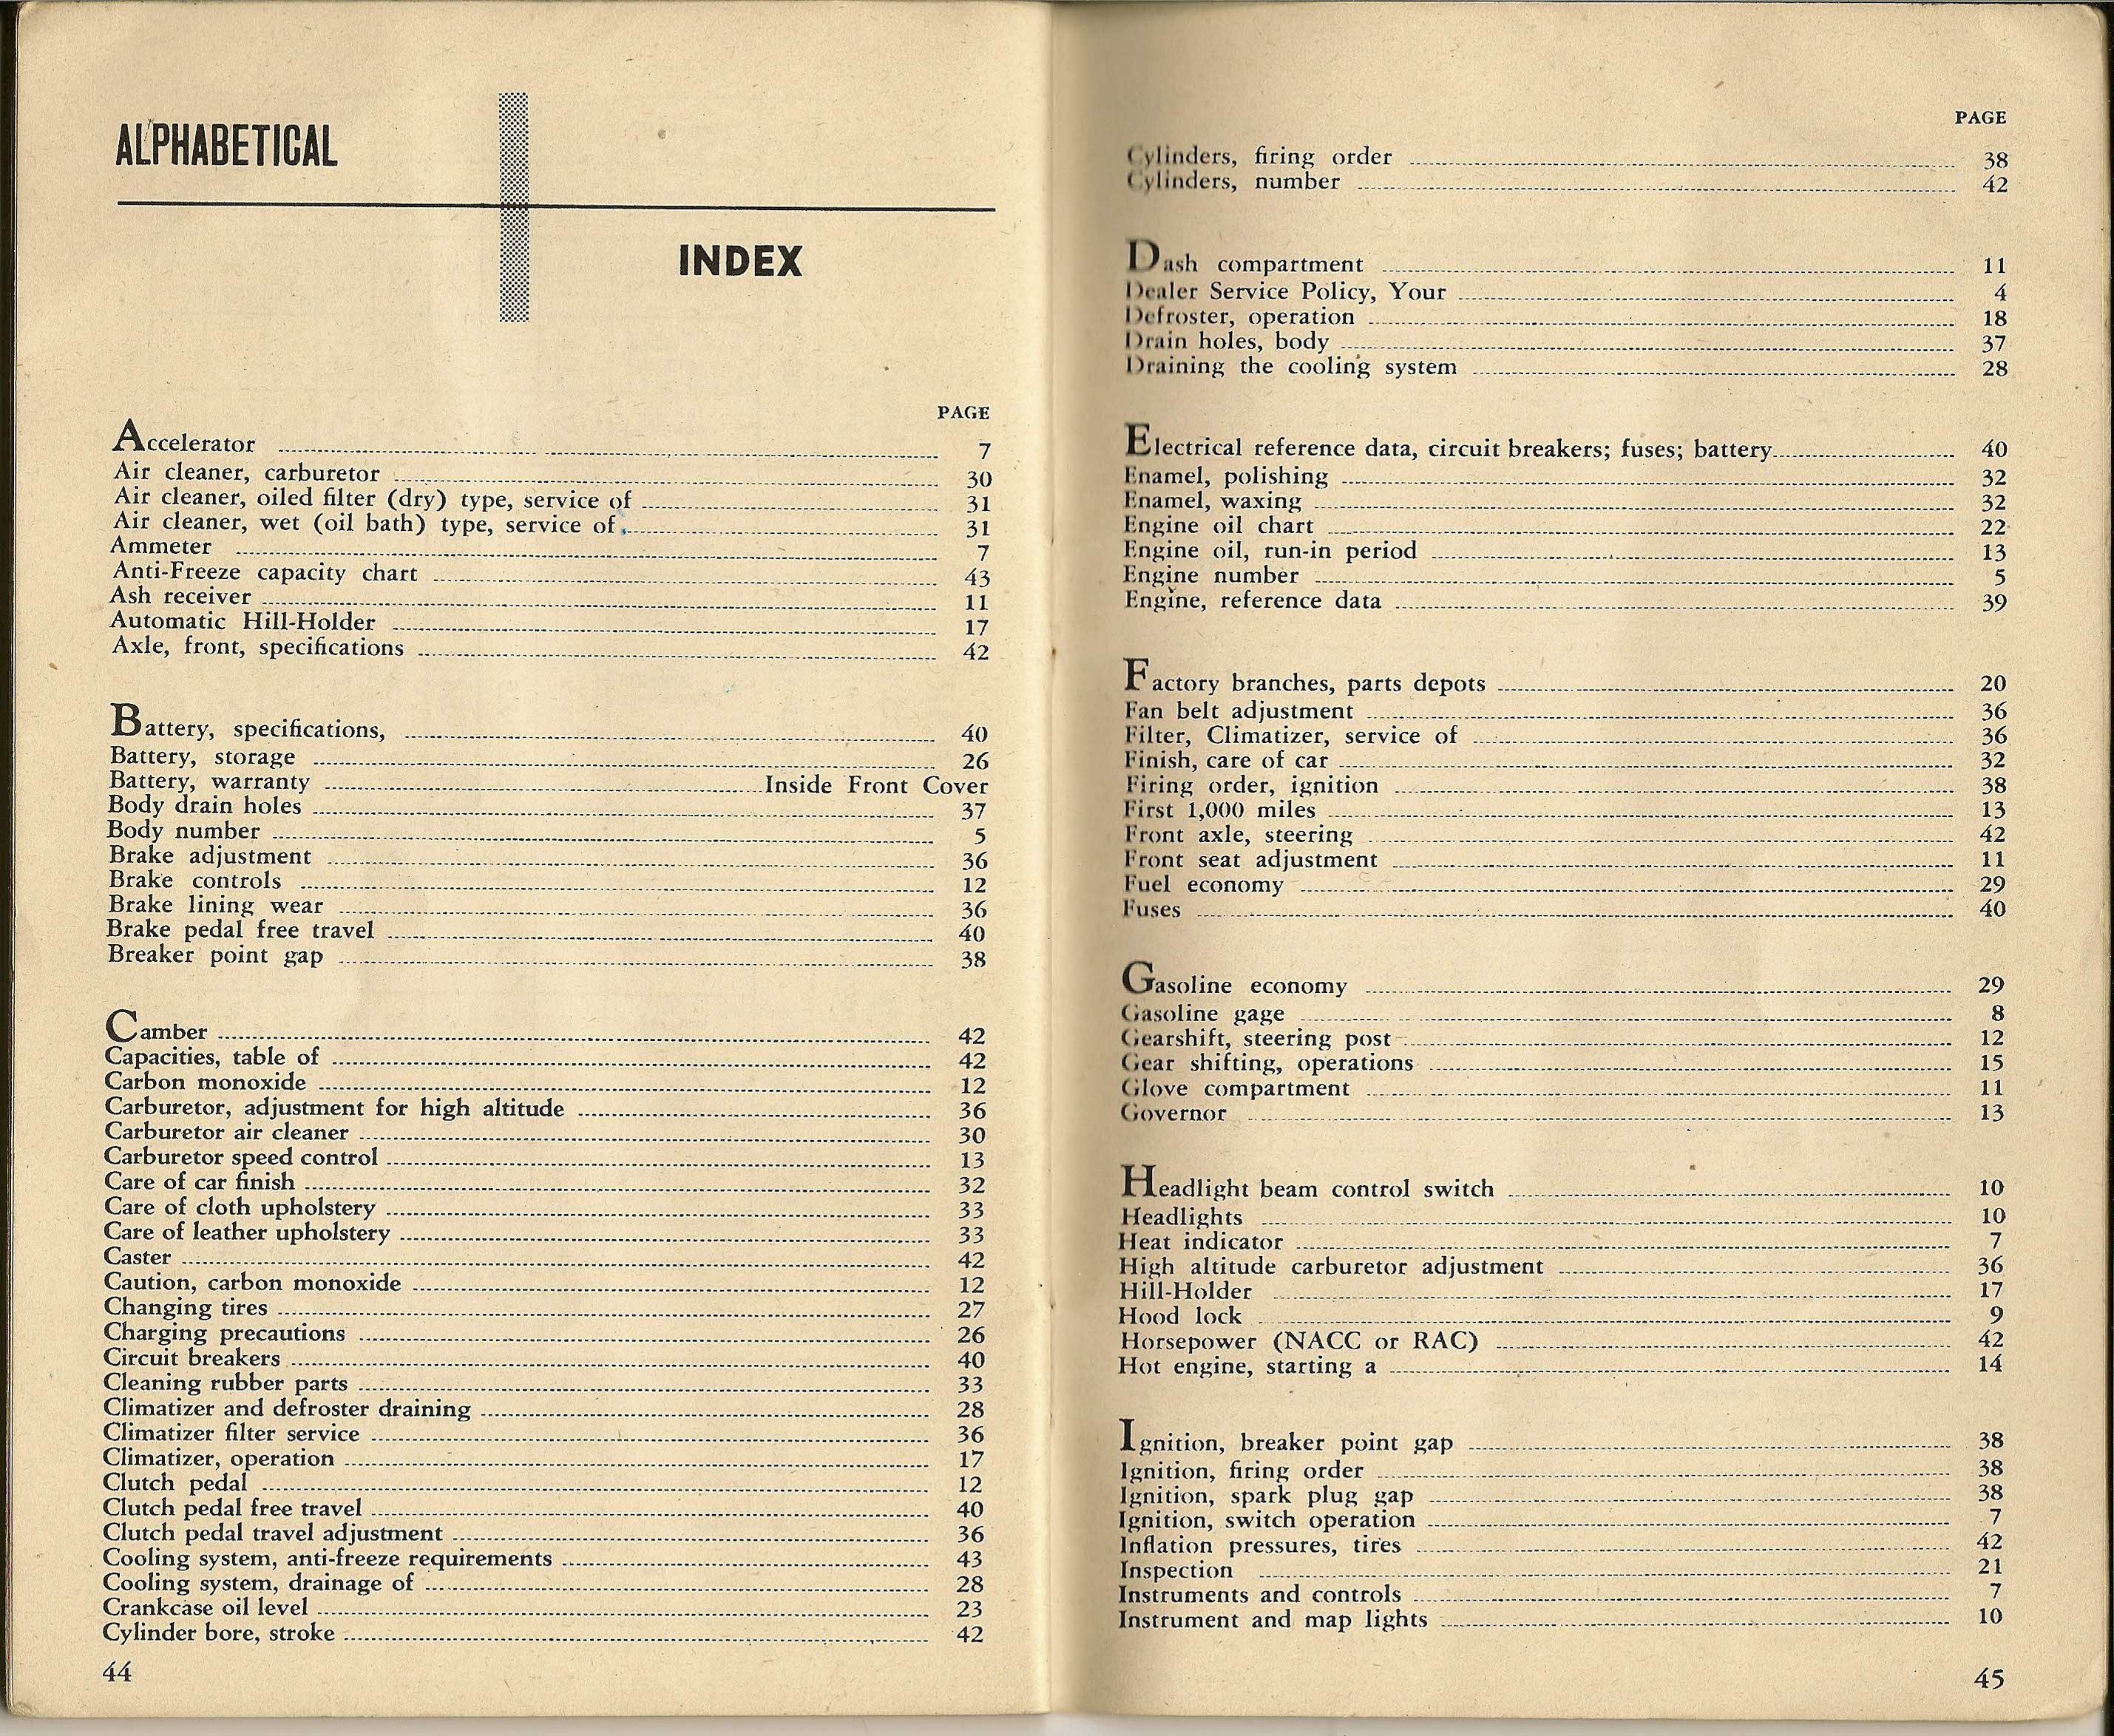 ALPHABETICAL
INDEX
PAGE
Accelerator 7
Air cleaner, carburetor 30
Air cleaner, oiled filter (dry) type, service of 31
Air cleaner, wet (oil bath) type, service of 31
Ammeter 7
Anti-Freeze capacity chart 43
Ash receiver 11
Automatic Hill-Holder 17
Axle, front, specifications 42
Battery, specifications, 40
Battery, storage 26
Battery, warranty Inside Front Cover
Body drain holes 37
Body number 5
Brake adjustment 36
Brake controls 12
Brake lining wear 36
Brake pedal free travel 40
Breaker point gap 38
Camber 42
Capacities, table of 42
Carbon monoxide 12
Carburetor, adjustment for high altitude 36
Carburetor air cleaner 30
Carburetor speed control 13
Care of car finish 32
Care of cloth upholstery 33
Care of leather upholstery 33
Caster 42
Caution, carbon monoxide 12
Changing tires 27
Charging precautions 26
Circuit breakers 40
Cleaning rubber parts 33
Climatizer and defroster draining 28
Climatizer filter service 36
Climatizer, operation 17
Clutch pedal 12
Clutch pedal free travel 40
Clutch pedal travel adjustment 36
Cooling system, anti-freeze requirements 43
Cooling system, drainage of 28
Crankcase oil level 23
Cylinder bore, stroke 42
44
PAGE
Cylinders, firing order 38
Cylinders, number 42
Dash compartment 11
Dealer Service Policy, Your 4
Defroster, operation 18
Drain holes, body 37
Draining the cooling system 28
Electrical reference data, circuit breakers; fuses; battery 40
Enamel, polishing 32
Enamel, waxing 32
Engine oil chart 22
Engine oil, run-in period 13
Engine number 5
Engine, reference data 39
Factory branches, parts depots 20
Fan belt adjustment 36
Filter, Climatizer, service of 36
Finish, care of car 32
Firing order, ignition 38
First 1,000 miles 13
Front axle, steering 42
Front seat adjustment 11
Fuel economy 29
Fuses 40
Gasoline economy 29
Gasoline gage 8
Gearshift, steering post 12
Gear shifting, operations 15
Glove compartment 11
Governor 13
Headlight beam control switch 10
Headlights 10
Heat indicator 7
High altitude carburetor adjustment 36
Hill-Holder 17
Hood lock 9
Horsepower (NACC or RAC) 42
Hot engine, starting a 14
Ignition, breaker point gap 38
Ignition, firing order 38
Ignition, spark plug gap 38
Ignition, switch operation 7
Inflation pressures, tires 42
Inspection 21
Instruments and controls 7
Instrument and map lights 10
45